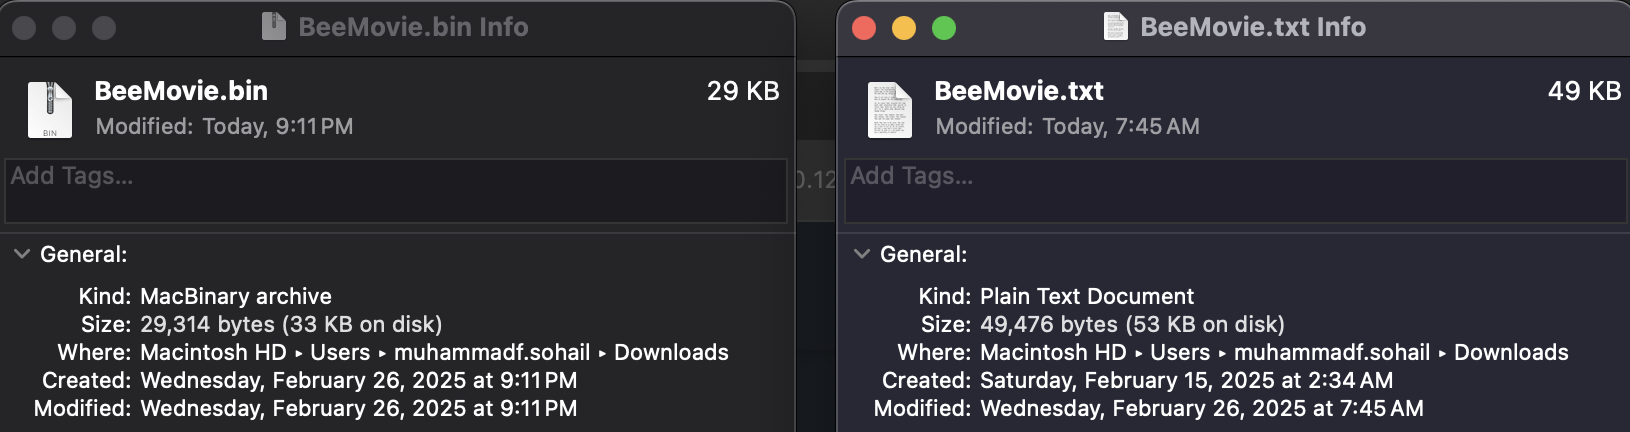 BeeMovie.bin Info
BIN
BeeMovie.bin 29 KB
Modified: Today, 9:11 PM
Add Tags...
General:
Kind: MacBinary archive
Size: 29,314 bytes (33 KB on disk)
Where: Macintosh HD ▸ Users ▸ muhammadf.sohail ▸ Downloads
Created: Wednesday, February 26, 2025 at 9:11 PM
Modified: Wednesday, February 26, 2025 at 9:11 PM
0.12
BeeMovie.txt Info
BeeMovie.txt 49 KB
Modified: Today, 7:45 AM
Add Tags...
General:
Kind: Plain Text Document
Size: 49,476 bytes (53 KB on disk)
Where: Macintosh HD ▸ Users ▸ muhammadf.sohail ▸ Downloads
Created: Saturday, February 15, 2025 at 2:34 AM
Modified: Wednesday, February 26, 2025 at 7:45 AM